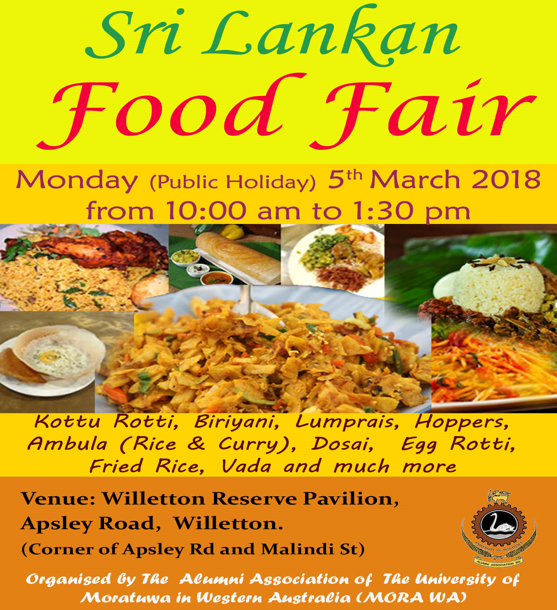 Sri Lankan
Food Fair
Monday (Public Holiday) 5th March 2018
from 10:00 am to 1:30 pm
Kottu Rotti, Biriyani, Lumprais, Hoppers,
Ambula (Rice & Curry), Dosai, Egg Rotti,
Fried Rice, Vada and much more
Venue: Willetton Reserve Pavilion,
Apsley Road, Willetton.
(Corner of Apsley Rd and Malindi St)
Organised by The Alumni Association of The University of
Moratuwa in Western Australia (MORA WA)